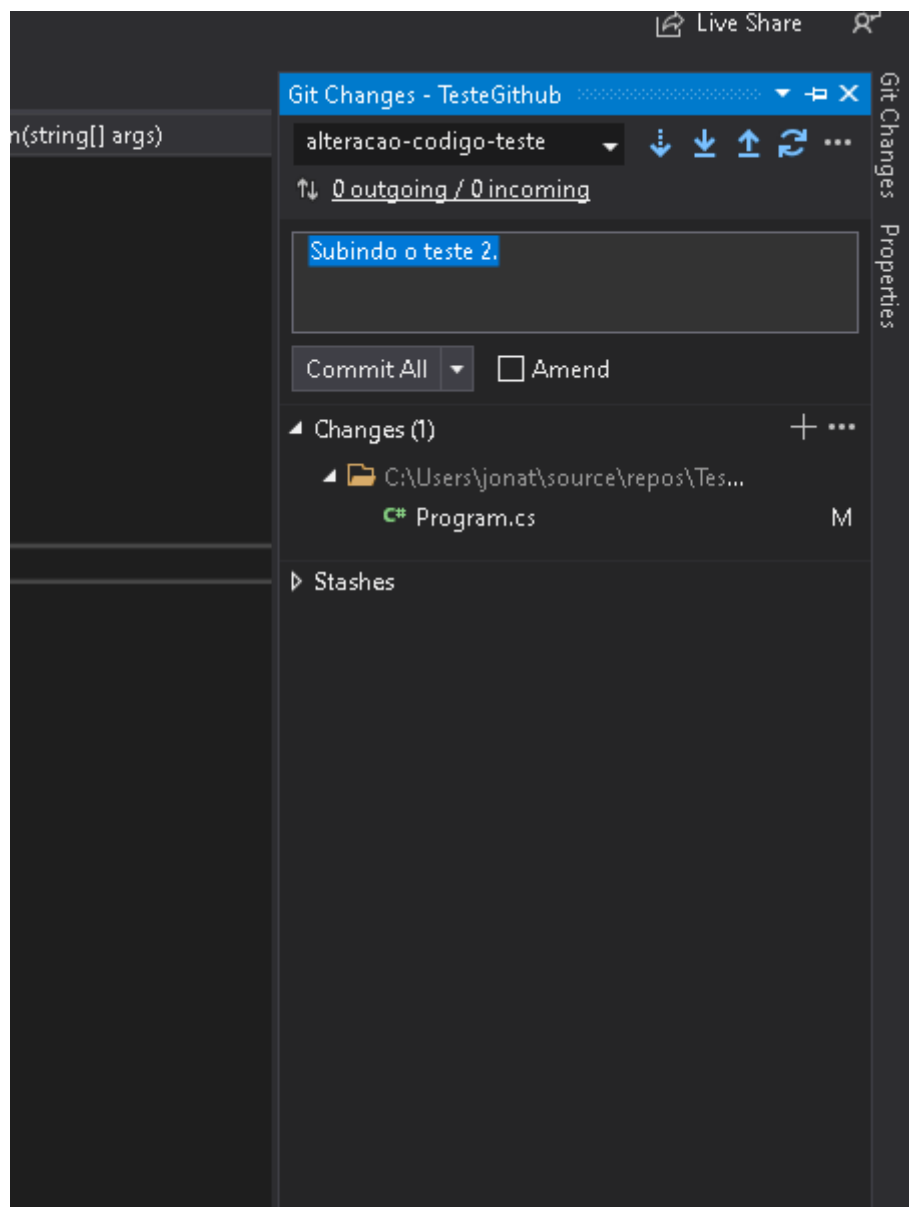 Live Share
Git Changes - TesteGithub
n(string[] args)
alteracao-codigo-teste
0 outgoing / 0 incoming
Subindo o teste 2.
Commit All
Amend
Changes (1)
C:\Users\jonat\source\repos\Tes...
C# Program.cs M
Stashes
Git Changes
Properties